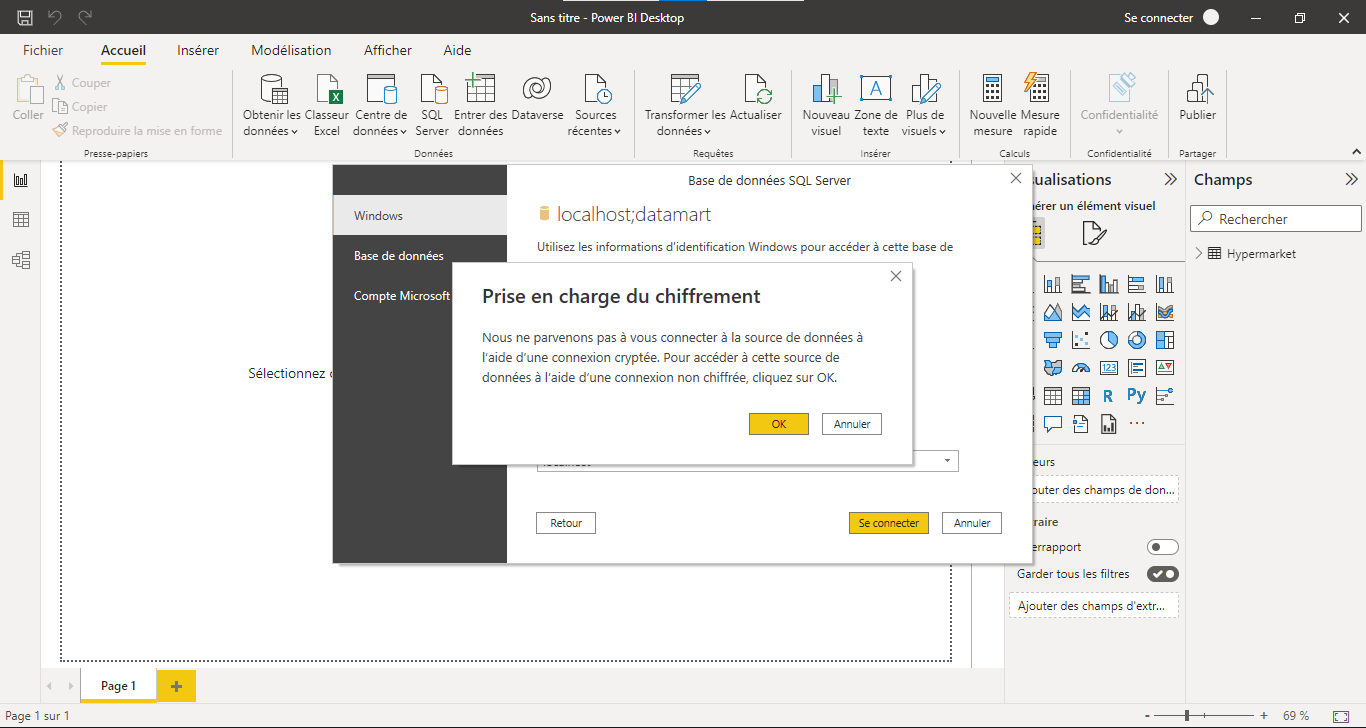 Sans titre - Power BI Desktop
Se connecter
Fichier
Accueil
Insérer
Modélisation
Afficher
Aide
Coller
Couper
Copier
Reproduire la mise en forme
Presse-papiers
Obtenir les données
Classeur Excel
Centre de données
SQL Server
Entrer des données
Dataverse
Sources récentes
Données
Transformer les données
Actualiser
Requêtes
Nouveau visuel
Zone de texte
Plus de visuels
Insérer
Nouvelle mesure
Mesure rapide
Calculs
Confidentialité
Confidentialité
Publier
Partager
Base de données SQL Server
Windows
Base de données
Compte Microsoft
localhost;datamart
Utilisez les informations d'identification Windows pour accéder à cette base de
Prise en charge du chiffrement
Nous ne parvenons pas à vous connecter à la source de données à
l'aide d'une connexion cryptée. Pour accéder à cette source de
données à l'aide d'une connexion non chiffrée, cliquez sur OK.
OK
Annuler
Retour
Se connecter
Annuler
Sélectionnez
un élément visuel
123
R
Py
Ajouter des champs de don...
Garder tous les filtres
Ajouter des champs d'extr...
Champs
Rechercher
Hypermarket
Page 1
Page 1 sur 1
- + 69 %